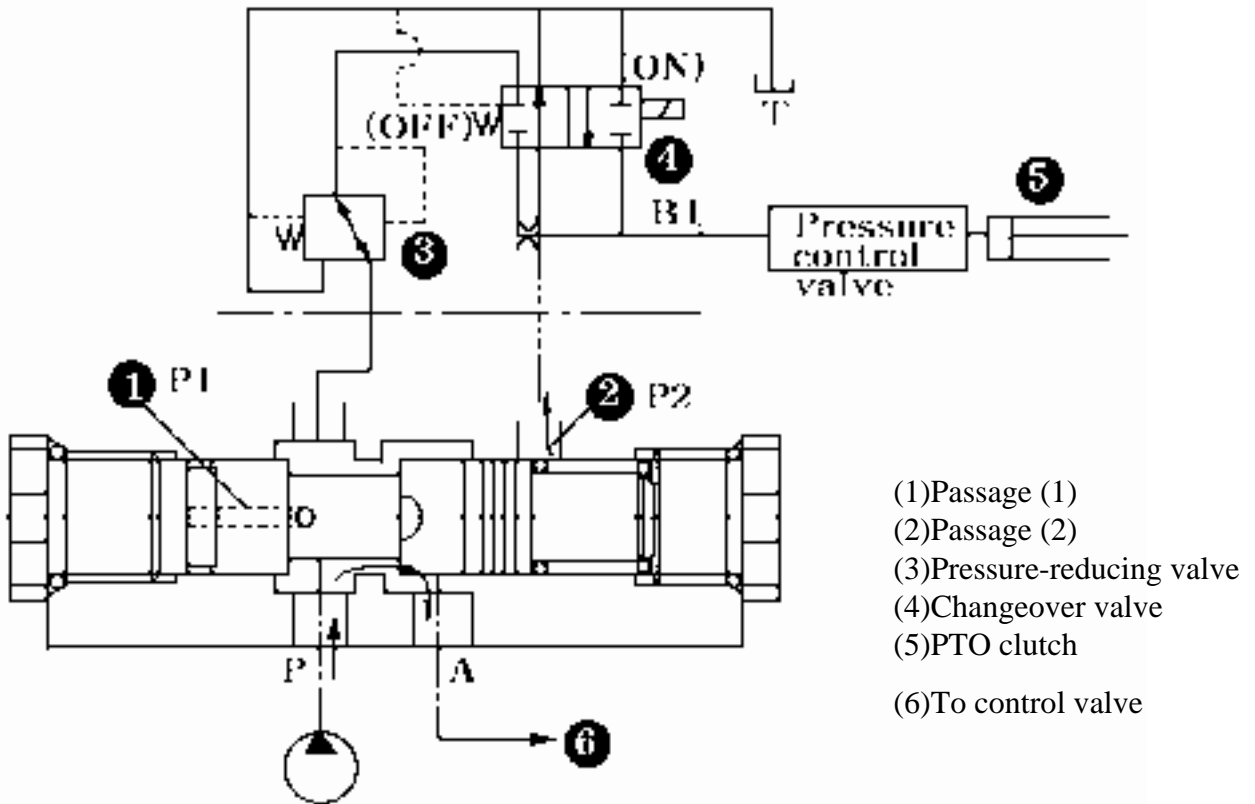 (ON)
T
(OFF)W
4
5
B1
Pressure
control
valve
W
3
1 P1
2 P2
(1)Passage (1)
(2)Passage (2)
(3)Pressure-reducing valve
(4)Changeover valve
(5)PTO clutch
(6)To control valve
P
A
6